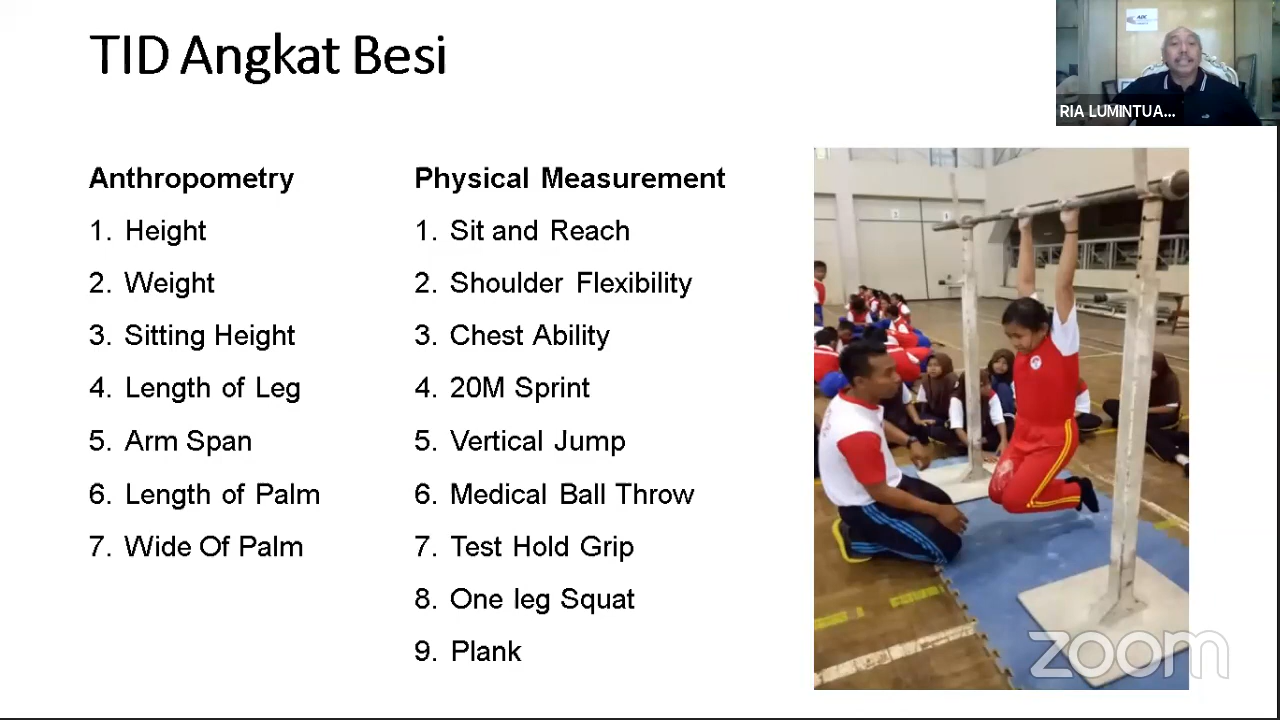 TID Angkat Besi
RIA LUMINTUA...
Anthropometry
1. Height
2. Weight
3. Sitting Height
4. Length of Leg
5. Arm Span
6. Length of Palm
7. Wide Of Palm
Physical Measurement
1. Sit and Reach
2. Shoulder Flexibility
3. Chest Ability
4. 20M Sprint
5. Vertical Jump
6. Medical Ball Throw
7. Test Hold Grip
8. One leg Squat
9. Plank
zoom